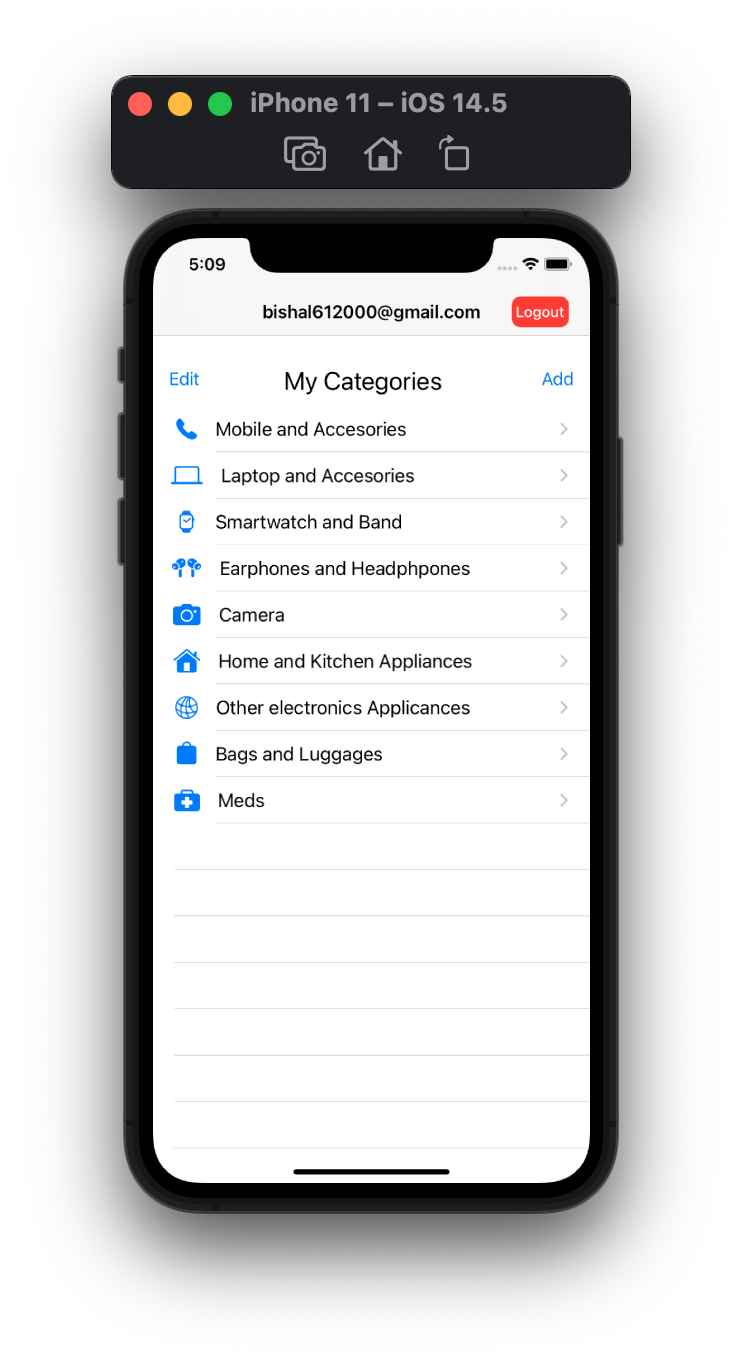 iPhone 11 – iOS 14.5
5:09
bishal612000@gmail.com Logout
Edit My Categories Add
Mobile and Accesories
Laptop and Accesories
Smartwatch and Band
Earphones and Headphpones
Camera
Home and Kitchen Appliances
Other electronics Applicances
Bags and Luggages
Meds